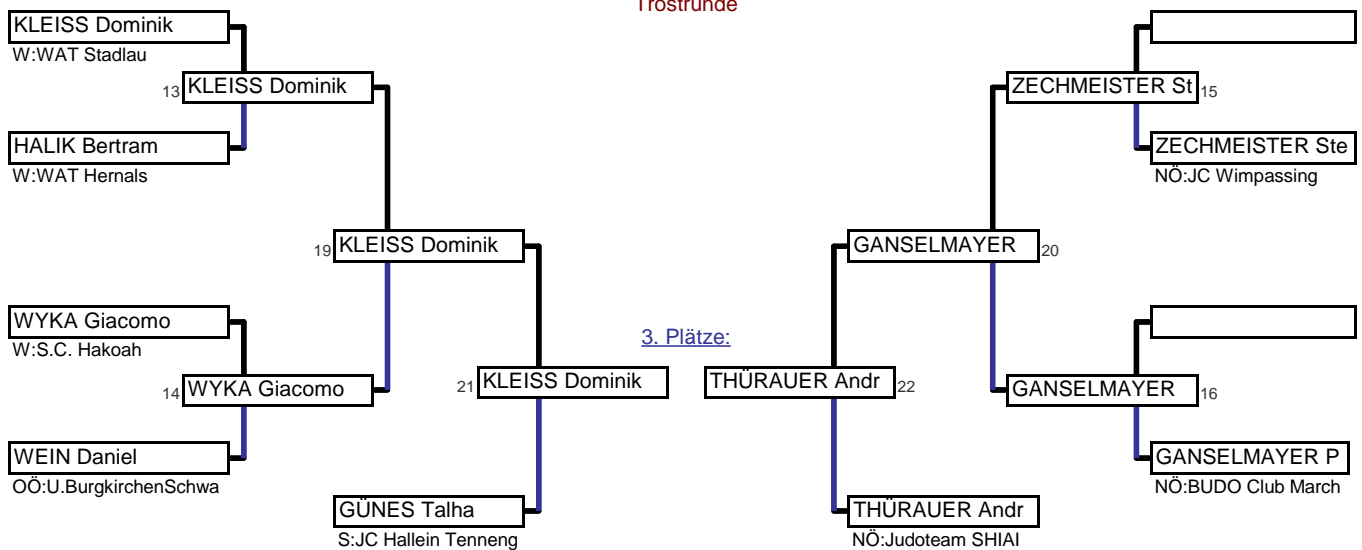 Trostrunde
KLEISS Dominik
W:WAT Stadlau
13 KLEISS Dominik
ZECHMEISTER St 15
HALIK Bertram
W:WAT Hernals
ZECHMEISTER Ste
NÖ:JC Wimpassing
19 KLEISS Dominik
GANSELMAYER 20
WYKA Giacomo
W:S.C. Hakoah
3. Plätze:
14 WYKA Giacomo
21 KLEISS Dominik
THÜRAUER Andr 22
GANSELMAYER 16
WEIN Daniel
OÖ:U.BurgkirchenSchwa
GANSELMAYER P
NÖ:BUDO Club March
GÜNES Talha
S:JC Hallein Tenneng
THÜRAUER Andr
NÖ:Judoteam SHIAI